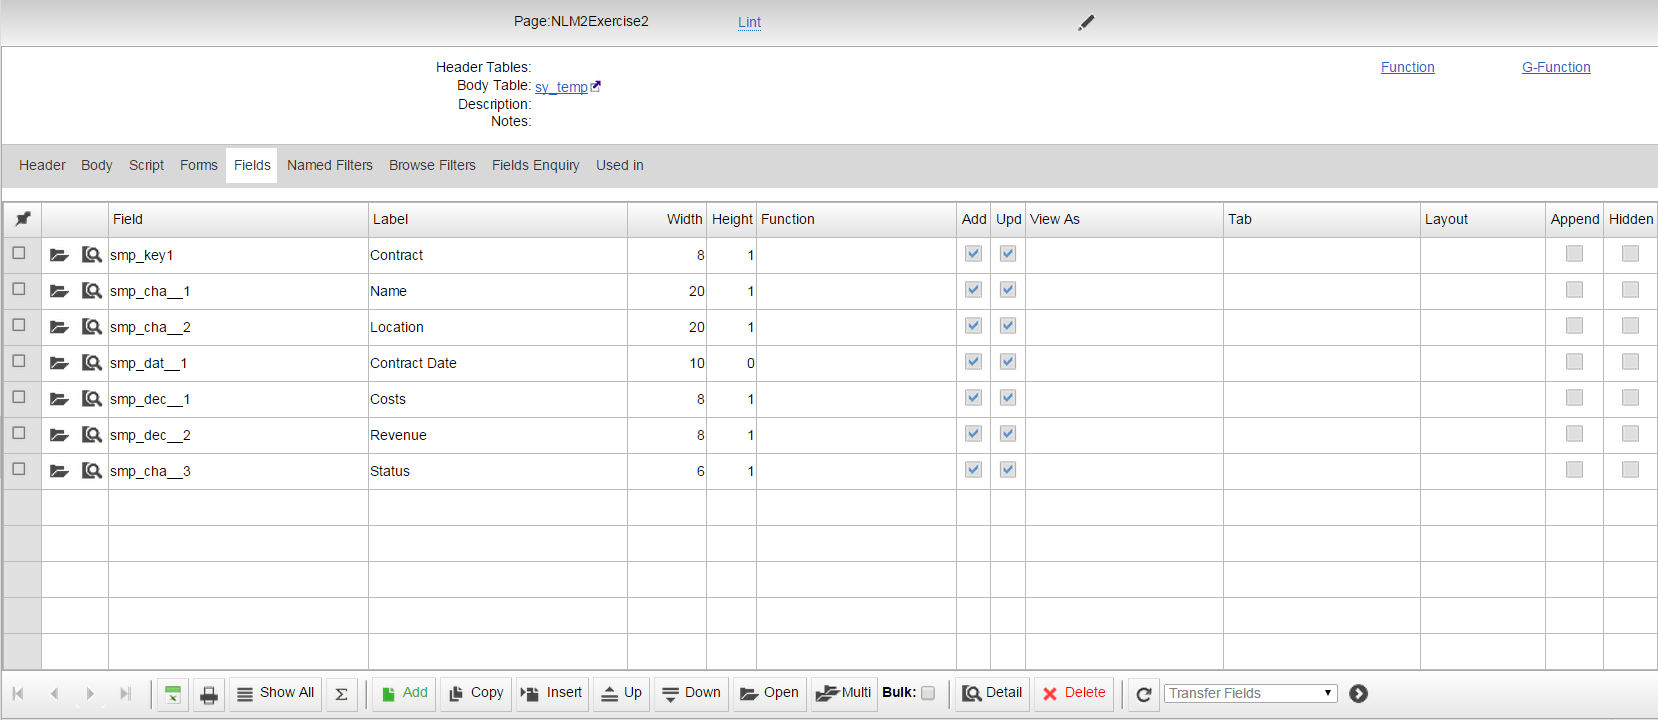 Page:NLM2Exercise2 Lint
Header Tables: Function G-Function
Body Table: sy_temp
Description:
Notes:
Header Body Script Forms Fields Named Filters Browse Filters Fields Enquiry Used in
Field Label Width Height Function Add Upd View As Tab Layout Append Hidden
smp_key1 Contract 8 1
smp_cha__1 Name 20 1
smp_cha__2 Location 20 1
smp_dat__1 Contract Date 10 0
smp_dec__1 Costs 8 1
smp_dec__2 Revenue 8 1
smp_cha__3 Status 6 1
Show All Σ Add Copy Insert Up Down Open Multi Bulk: Detail Delete Transfer Fields